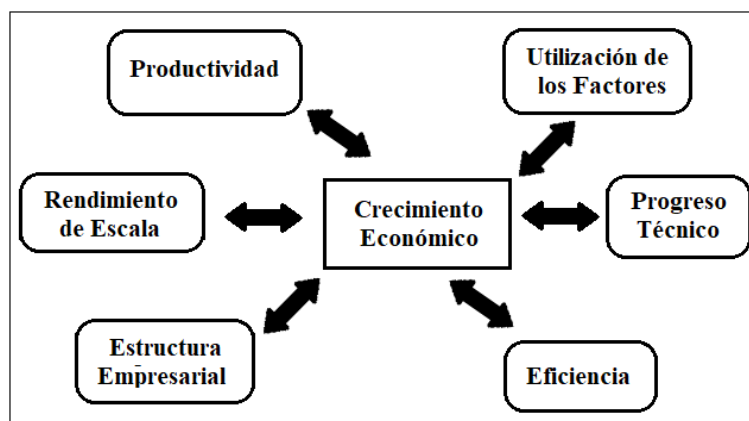 Productividad
Utilización de
los Factores
Rendimiento
de Escala
Crecimiento
Económico
Progreso
Técnico
Estructura
Empresarial
Eficiencia